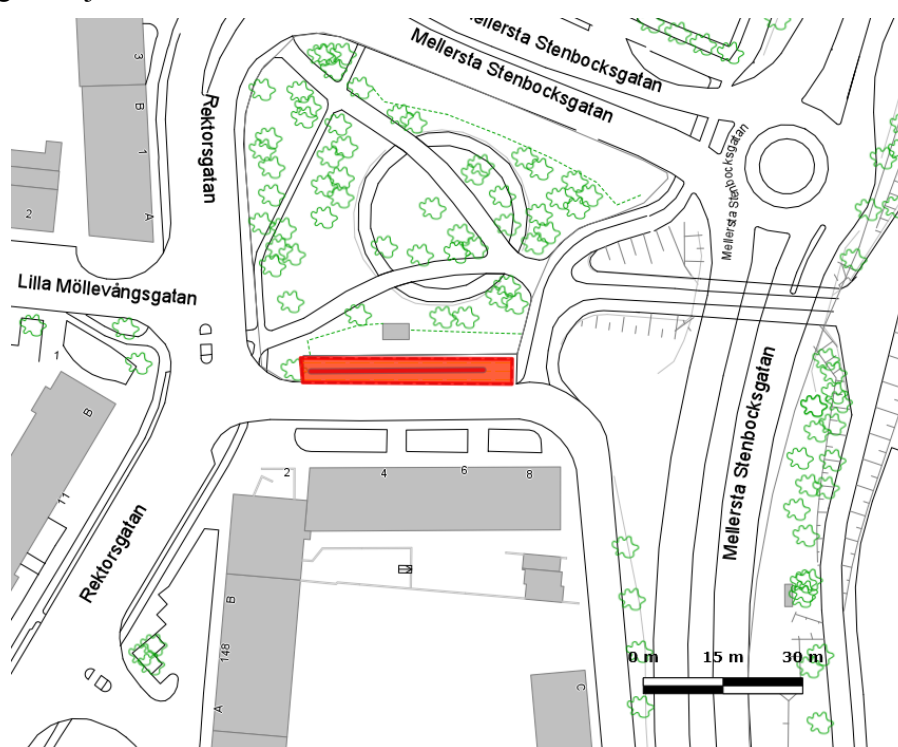 Mellersta Stenbocksgatan
Mellersta Stenbocksgatan
3
B
1
A
2
Rektorsgatan
Mellersta Stenbocksgatan
Lilla Möllevångsgatan
1
B
11
2
4
6
8
Mellersta Stenbocksgatan
Rektorsgatan
B
148
A
C
0 m 15 m 30 m